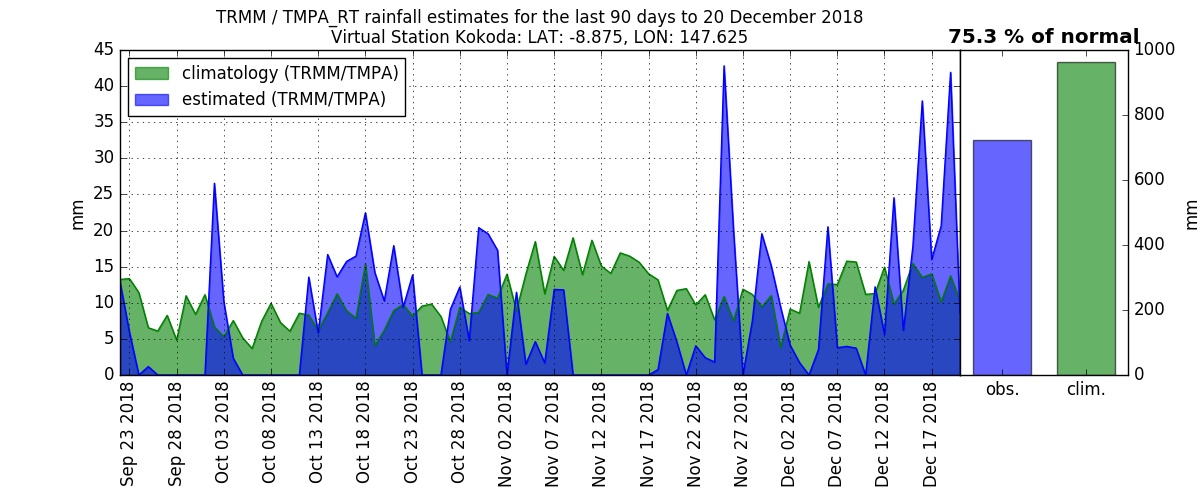 TRMM / TMPA_RT rainfall estimates for the last 90 days to 20 December 2018
Virtual Station Kokoda: LAT: -8.875, LON: 147.625
75.3 % of normal
climatology (TRMM/TMPA)
estimated (TRMM/TMPA)
45
40
35
30
25
20
15
10
5
0
mm
Sep 23 2018
Sep 28 2018
Oct 03 2018
Oct 08 2018
Oct 13 2018
Oct 18 2018
Oct 23 2018
Oct 28 2018
Nov 02 2018
Nov 07 2018
Nov 12 2018
Nov 17 2018
Nov 22 2018
Nov 27 2018
Dec 02 2018
Dec 07 2018
Dec 12 2018
Dec 17 2018
1000
800
600
400
200
0
mm
obs.
clim.